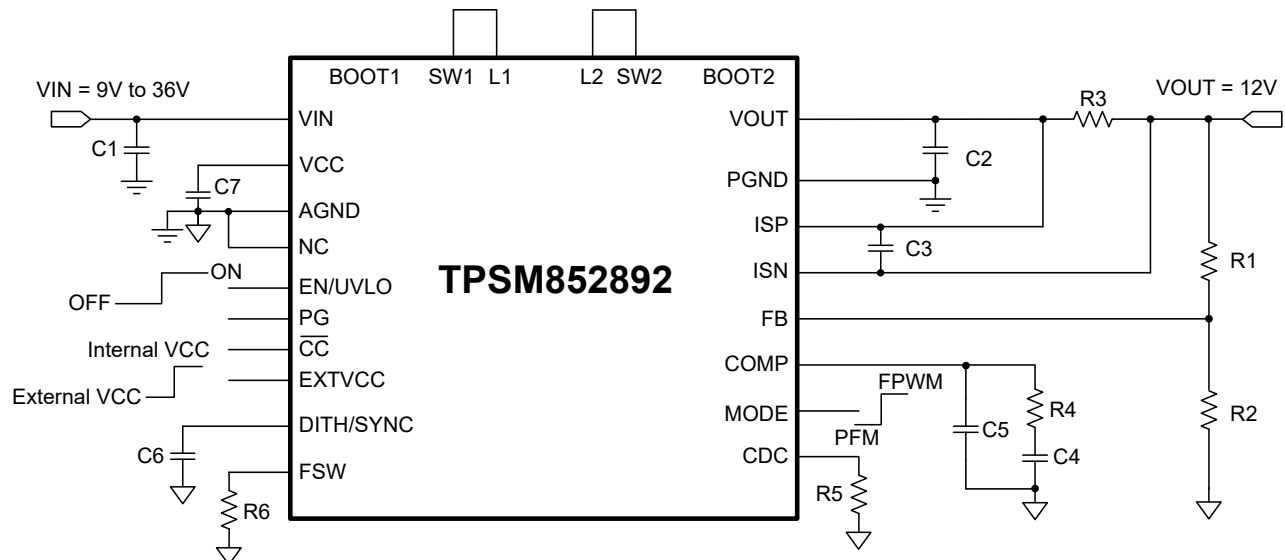 BOOT1 SW1 L1 L2 SW2 BOOT2
VIN = 9V to 36V
VOUT = 12V
VIN
VOUT
R3
C1
C2
VCC
C7
PGND
AGND
ISP
NC
C3
ISN
R1
TPSM852892
ON
OFF
EN/UVLO
PG
FB
Internal VCC
CC
External VCC
EXTVCC
COMP
FPWM
MODE
PFM
C5
R4
C4
R2
DITH/SYNC
C6
CDC
FSW
R6
R5